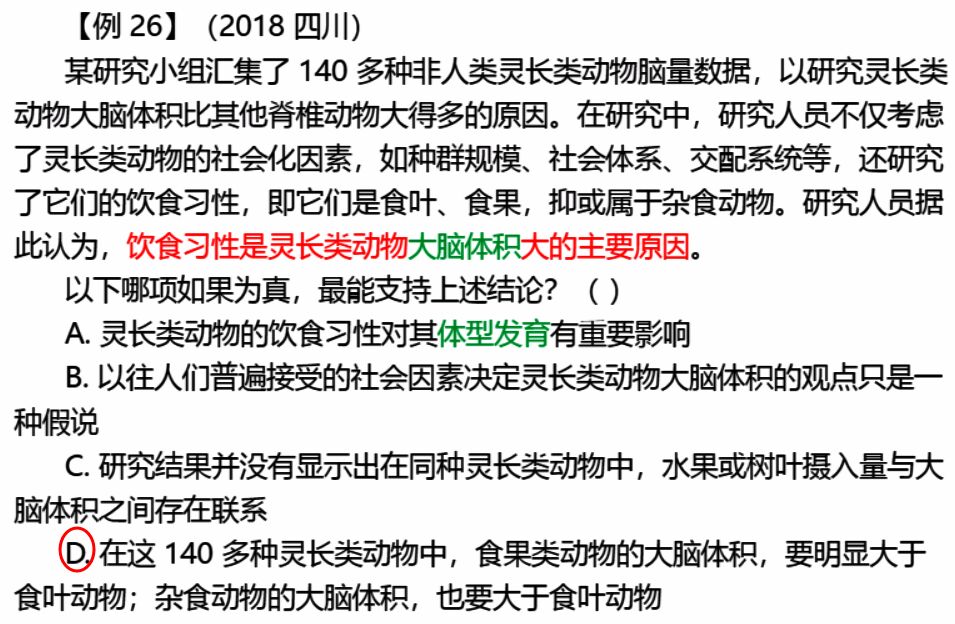 【例 26】（2018 四川）
某研究小组汇集了 140 多种非人类灵长类动物脑量数据，以研究灵长类
动物大脑体积比其他脊椎动物大得多的原因。在研究中，研究人员不仅考虑
了灵长类动物的社会化因素，如种群规模、社会体系、交配系统等，还研究
了它们的饮食习性，即它们是食叶、食果，抑或属于杂食动物。研究人员据
此认为，饮食习性是灵长类动物大脑体积大的主要原因。
以下哪项如果为真，最能支持上述结论？（ ）
A. 灵长类动物的饮食习性对其体型发育有重要影响
B. 以往人们普遍接受的社会因素决定灵长类动物大脑体积的观点只是一
种假说
C. 研究结果并没有显示出在同种灵长类动物中，水果或树叶摄入量与大
脑体积之间存在联系
D. 在这 140 多种灵长类动物中，食果类动物的大脑体积，要明显大于
食叶动物；杂食动物的大脑体积，也要大于食叶动物